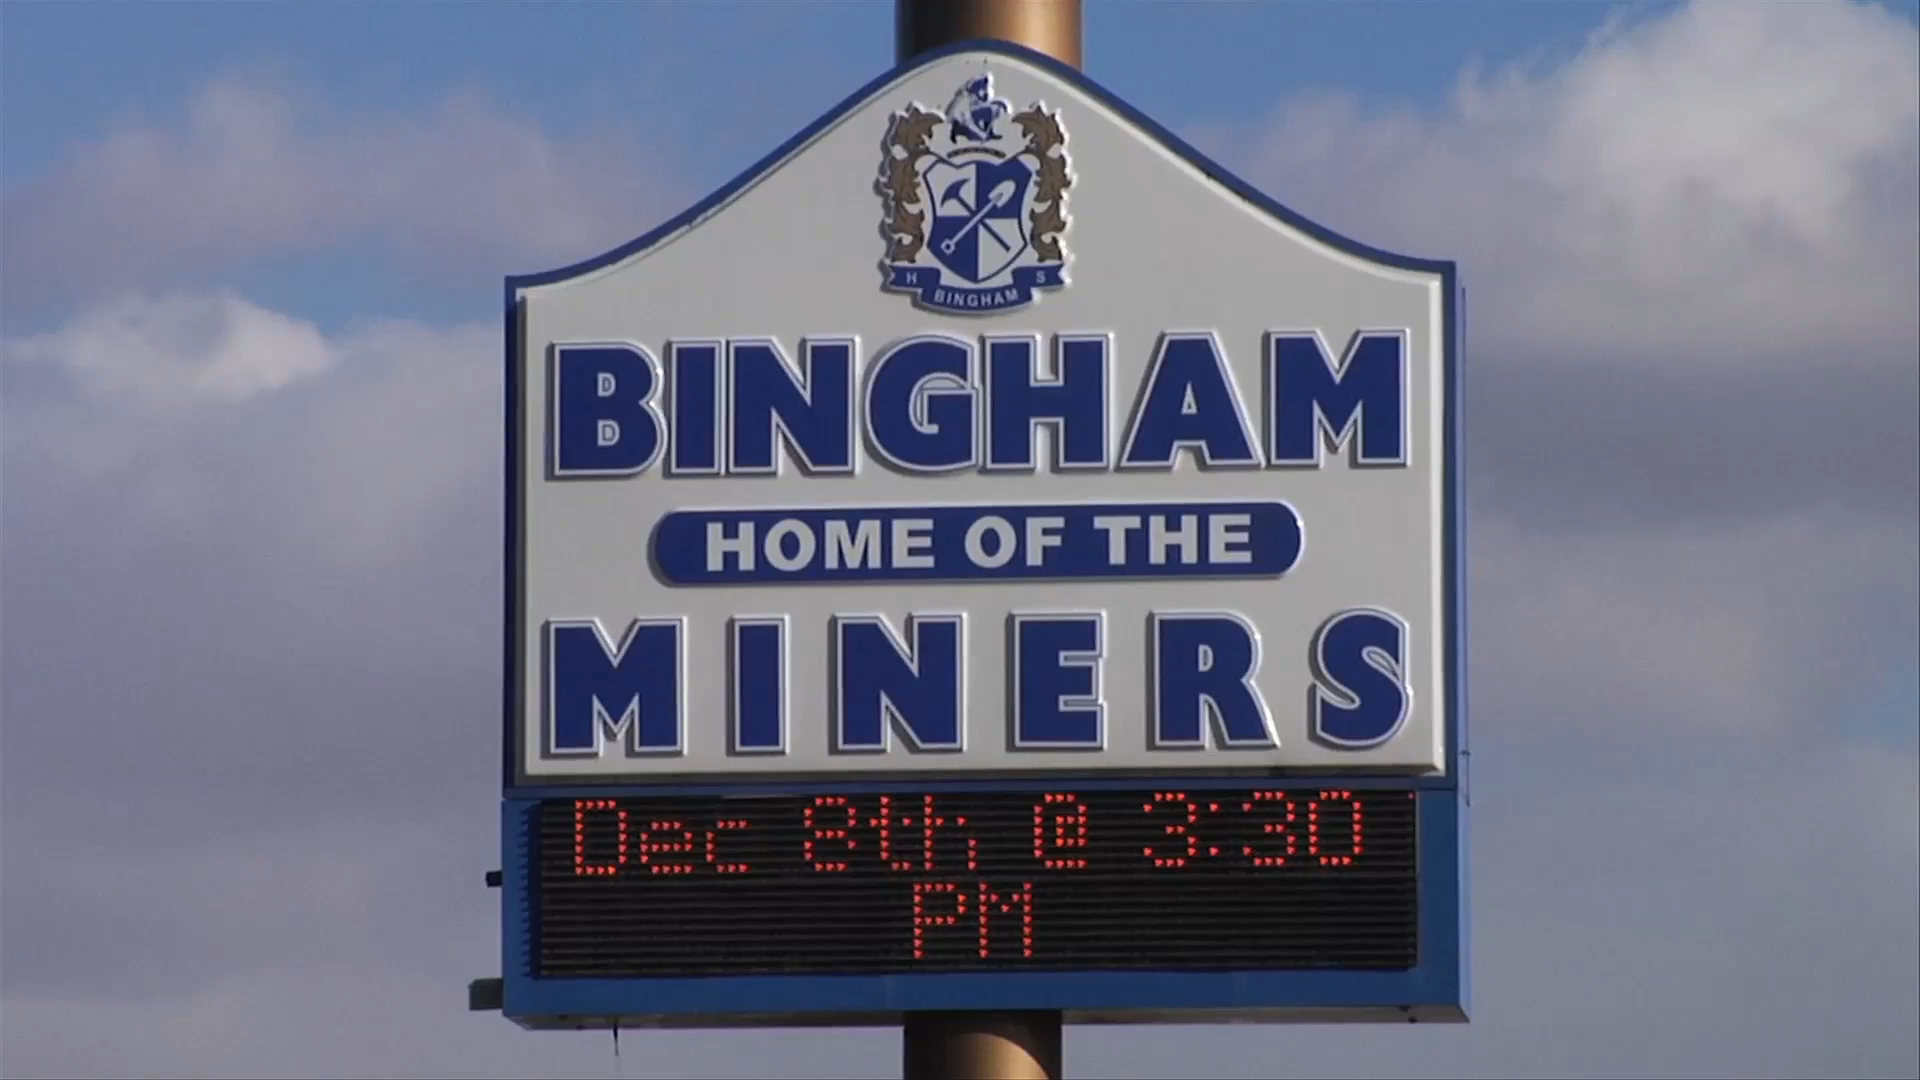 H S
BINGHAM
BINGHAM
HOME OF THE
MINERS
Dec 8th @ 3:30
PM